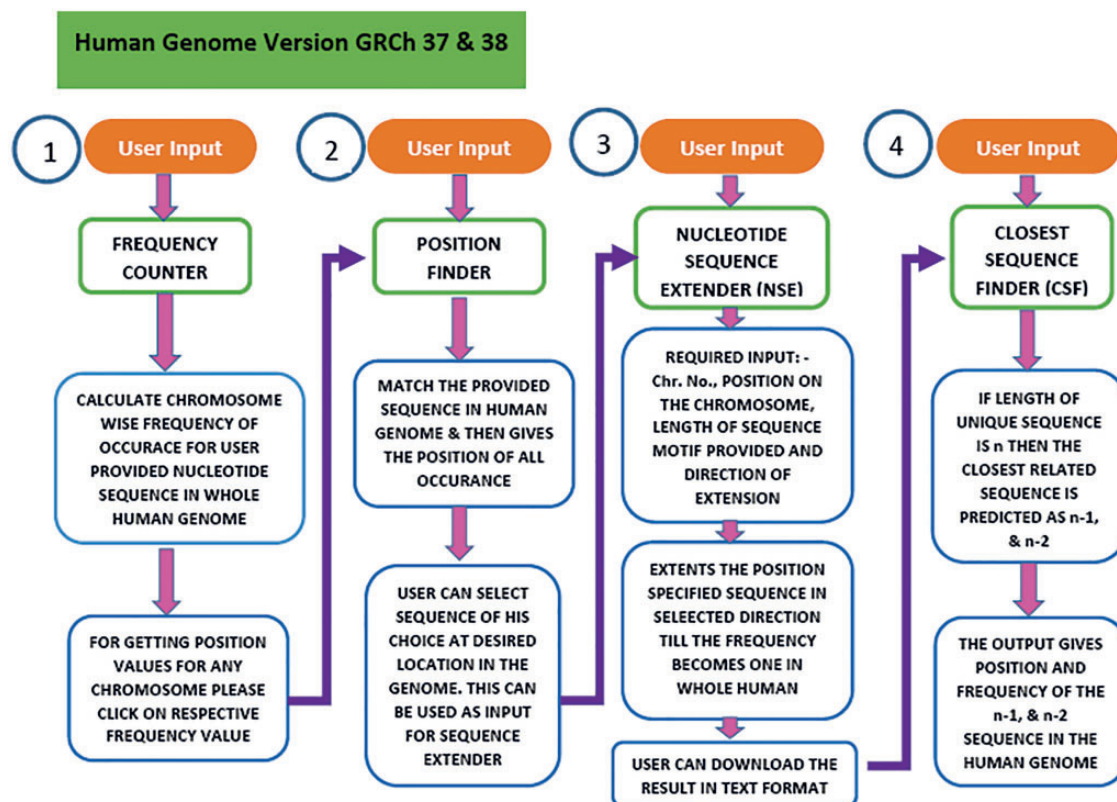 Human Genome Version GRCh 37 & 38
1
User Input
FREQUENCY
COUNTER
CALCULATE CHROMOSOME
WISE FREQUENCY OF
OCCURACE FOR USER
PROVIDED NUCLEOTIDE
SEQUENCE IN WHOLE
HUMAN GENOME
FOR GETTING POSITION
VALUES FOR ANY
CHROMOSOME PLEASE
CLICK ON RESPECTIVE
FREQUENCY VALUE
2
User Input
POSITION
FINDER
MATCH THE PROVIDED
SEQUENCE IN HUMAN
GENOME & THEN GIVES
THE POSITION OF ALL
OCCURANCE
USER CAN SELECT
SEQUENCE OF HIS
CHOICE AT DESIRED
LOCATION IN THE
GENOME. THIS CAN
BE USED AS INPUT
FOR SEQUENCE
EXTENDER
3
User Input
NUCLEOTIDE
SEQUENCE
EXTENDER (NSE)
REQUIRED INPUT: -
Chr. No., POSITION ON
THE CHROMOSOME,
LENGTH OF SEQUENCE
MOTIF PROVIDED AND
DIRECTION OF
EXTENSION
EXTENTS THE POSITION
SPECIFIED SEQUENCE IN
SELEECTED DIRECTION
TILL THE FREQUENCY
BECOMES ONE IN
WHOLE HUMAN
USER CAN DOWNLOAD THE
RESULT IN TEXT FORMAT
4
User Input
CLOSEST
SEQUENCE
FINDER (CSF)
IF LENGTH OF
UNIQUE SEQUENCE
IS n THEN THE
CLOSEST RELATED
SEQUENCE IS
PREDICTED AS n-1,
& n-2
THE OUTPUT GIVES
POSITION AND
FREQUENCY OF THE
n-1, & n-2
SEQUENCE IN THE
HUMAN GENOME